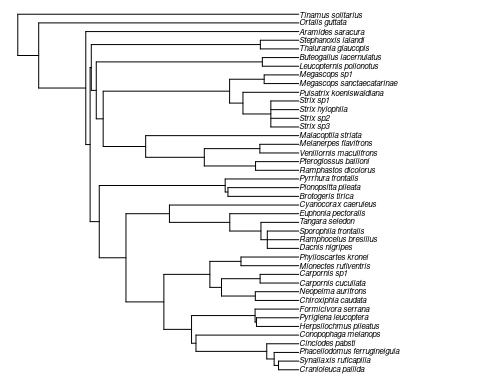 Tinamus solitarius
Ortalis guttata
Aramides saracura
Stephanoxis lalandi
Thalurania glaucopis
Buteogallus lacernulatus
Leucopternis polionotus
Megascops sp1
Megascops sanctaecatarinae
Pulsatrix koeniswaldiana
Strix sp1
Strix hylophila
Strix sp2
Strix sp3
Malacoptila striata
Melanerpes flavifrons
Veniliornis maculifrons
Pteroglossus bailloni
Ramphastos dicolorus
Pyrrhura frontalis
Pionopsitta pileata
Brotogeris tirica
Cyanocorax caeruleus
Euphonia pectoralis
Tangara seledon
Sporophila frontalis
Ramphocelus bresilius
Dacnis nigripes
Phylloscartes kronei
Mionectes rufiventris
Carpornis sp1
Carpornis cucullata
Neopelma aurifrons
Chiroxiphia caudata
Formicivora serrana
Pyriglena leucoptera
Herpsilochmus pileatus
Conopophaga melanops
Cinclodes pabsti
Phacellodomus ferrugineigula
Synallaxis ruficapilla
Cranioleuca pallida